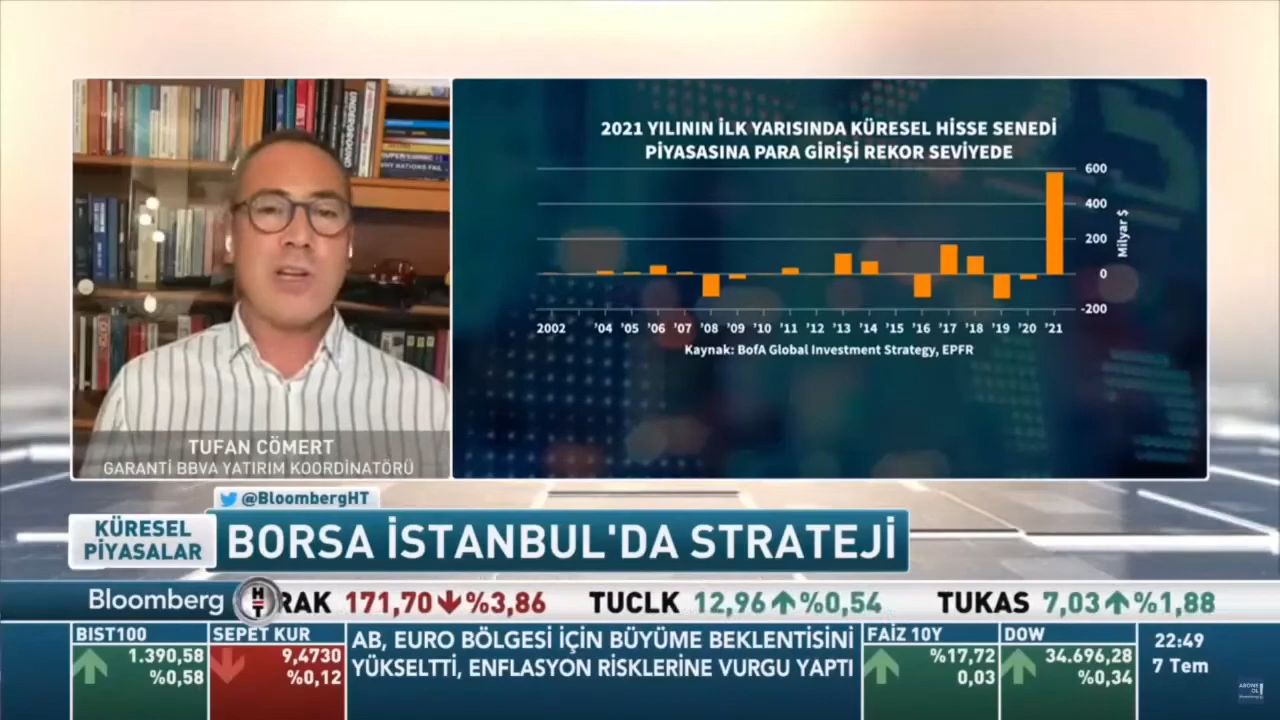 UNDERGROUND
WHY NATIONS FAIL
TUFAN CÖMERT
GARANTİ BBVA YATIRIM KOORDİNATÖRÜ
2021 YILININ İLK YARISINDA KÜRESEL HİSSE SENEDİ
PİYASASINA PARA GİRİŞİ REKOR SEVİYEDE
600
400
200
0
-200
Milyar $
2002 '04 '05 '06 '07 '08 '09 '10 '11 '12 '13 '14 '15 '16 '17 '18 '19 '20 '21
Kaynak: BofA Global Investment Strategy, EPFR
@BloombergHT
KÜRESEL
PİYASALAR
BORSA İSTANBUL'DA STRATEJİ
Bloomberg HT
RAK 171,70 %3,86 TUCLK 12,96 %0,54 TUKAS 7,03 %1,88
BIST100
1.390,58
%0,58
SEPET KUR
9,4730
%0,12
AB, EURO BÖLGESİ İÇİN BÜYÜME BEKLENTİSİNİ
YÜKSELTTİ, ENFLASYON RİSKLERİNE VURGU YAPTI
FAİZ 10Y
%17,72
0,03
DOW
34.696,28
%0,34
22:49
7 Tem
ABONE
OL